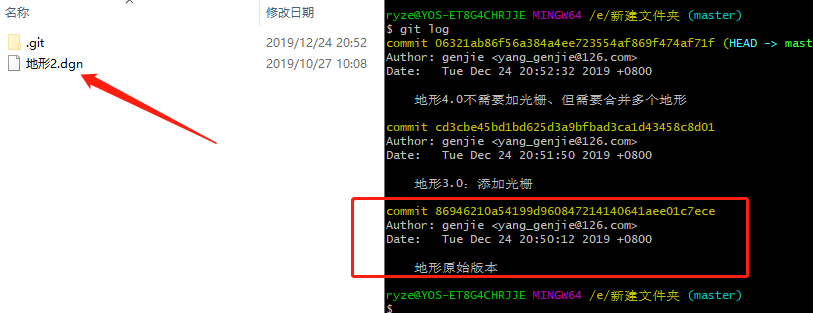 名称
修改日期
.git
2019/12/24 20:52
地形2.dgn
2019/10/27 10:08
ryze@YOS-ET8G4CHRJJE MINGW64 /e/新建文件夹 (master)
$ git log
commit 06321ab86f56a384a4ee723554af869f474af71f (HEAD -> mast
Author: genjie <yang_genjie@126.com>
Date: Tue Dec 24 20:52:32 2019 +0800
地形4.0不需要加光栅、但需要合并多个地形
commit cd3cbe45bd1bd625d3a9bfbad3ca1d43458c8d01
Author: genjie <yang_genjie@126.com>
Date: Tue Dec 24 20:51:50 2019 +0800
地形3.0：添加光栅
commit 86946210a54199d960847214140641aee01c7ece
Author: genjie <yang_genjie@126.com>
Date: Tue Dec 24 20:50:12 2019 +0800
地形原始版本
ryze@YOS-ET8G4CHRJJE MINGW64 /e/新建文件夹 (master)
$